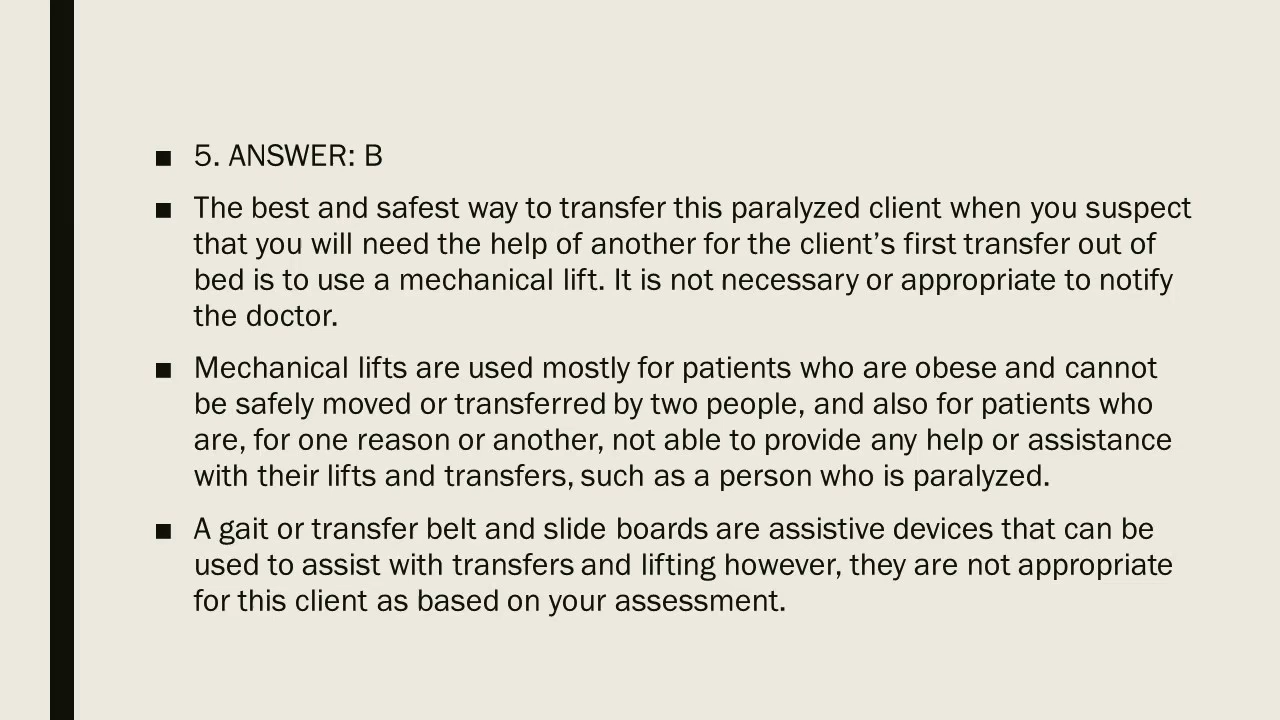 ■ 5. ANSWER: B
■ The best and safest way to transfer this paralyzed client when you suspect
that you will need the help of another for the client’s first transfer out of
bed is to use a mechanical lift. It is not necessary or appropriate to notify
the doctor.
■ Mechanical lifts are used mostly for patients who are obese and cannot
be safely moved or transferred by two people, and also for patients who
are, for one reason or another, not able to provide any help or assistance
with their lifts and transfers, such as a person who is paralyzed.
■ A gait or transfer belt and slide boards are assistive devices that can be
used to assist with transfers and lifting however, they are not appropriate
for this client as based on your assessment.